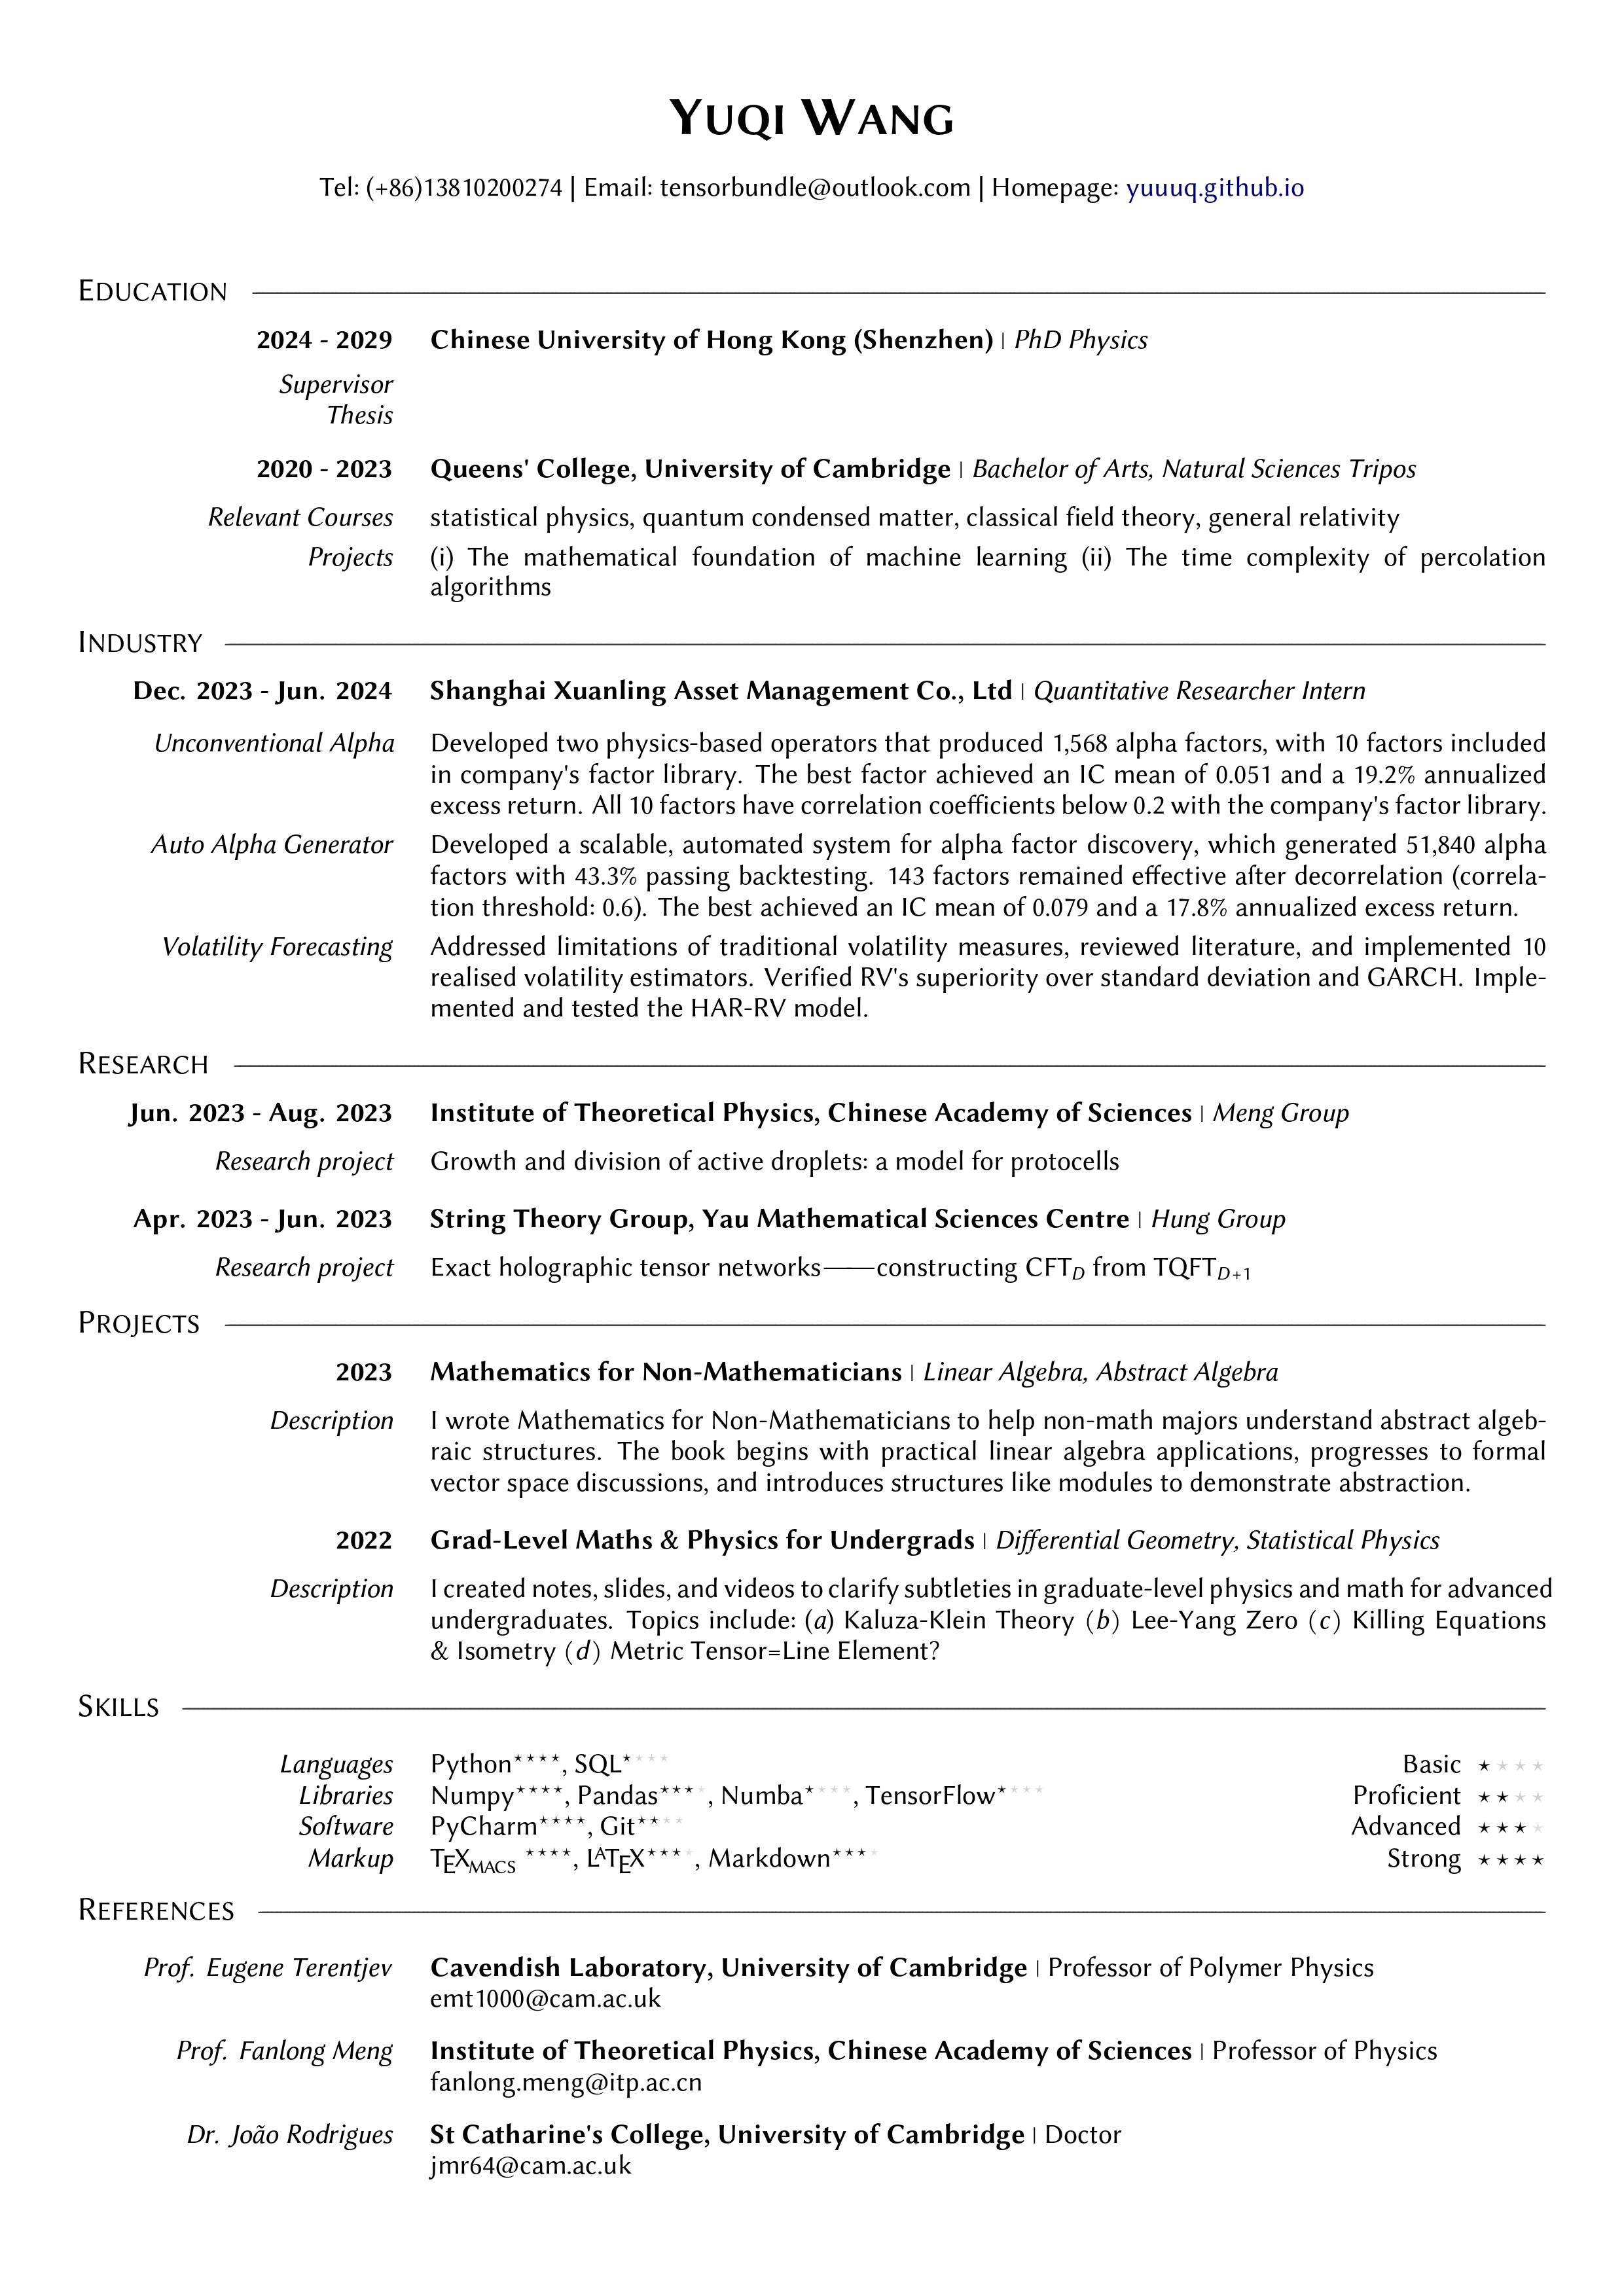 YUQI WANG
Tel: (+86)13810200274 | Email: tensorbundle@outlook.com | Homepage: yuuuq.github.io
EDUCATION
2024 - 2029 Chinese University of Hong Kong (Shenzhen) | PhD Physics
Supervisor
Thesis
2020 - 2023 Queens' College, University of Cambridge | Bachelor of Arts, Natural Sciences Tripos
Relevant Courses statistical physics, quantum condensed matter, classical field theory, general relativity
Projects (i) The mathematical foundation of machine learning (ii) The time complexity of percolation
algorithms
INDUSTRY
Dec. 2023 - Jun. 2024 Shanghai Xuanling Asset Management Co., Ltd | Quantitative Researcher Intern
Unconventional Alpha Developed two physics-based operators that produced 1,568 alpha factors, with 10 factors included
in company's factor library. The best factor achieved an IC mean of 0.051 and a 19.2% annualized
excess return. All 10 factors have correlation coefficients below 0.2 with the company's factor library.
Auto Alpha Generator Developed a scalable, automated system for alpha factor discovery, which generated 51,840 alpha
factors with 43.3% passing backtesting. 143 factors remained effective after decorrelation (correla-
tion threshold: 0.6). The best achieved an IC mean of 0.079 and a 17.8% annualized excess return.
Volatility Forecasting Addressed limitations of traditional volatility measures, reviewed literature, and implemented 10
realised volatility estimators. Verified RV's superiority over standard deviation and GARCH. Imple-
mented and tested the HAR-RV model.
RESEARCH
Jun. 2023 - Aug. 2023 Institute of Theoretical Physics, Chinese Academy of Sciences | Meng Group
Research project Growth and division of active droplets: a model for protocells
Apr. 2023 - Jun. 2023 String Theory Group, Yau Mathematical Sciences Centre | Hung Group
Research project Exact holographic tensor networks——constructing CFT_D from TQFT_{D+1}
PROJECTS
2023 Mathematics for Non-Mathematicians | Linear Algebra, Abstract Algebra
Description I wrote Mathematics for Non-Mathematicians to help non-math majors understand abstract algeb-
raic structures. The book begins with practical linear algebra applications, progresses to formal
vector space discussions, and introduces structures like modules to demonstrate abstraction.
2022 Grad-Level Maths & Physics for Undergrads | Differential Geometry, Statistical Physics
Description I created notes, slides, and videos to clarify subtleties in graduate-level physics and math for advanced
undergraduates. Topics include: (a) Kaluza-Klein Theory (b) Lee-Yang Zero (c) Killing Equations
& Isometry (d) Metric Tensor=Line Element?
SKILLS
Languages Python★★★★, SQL★★★★ Basic ★★★★
Libraries Numpy★★★★, Pandas★★★★, Numba★★★★, TensorFlow★★★★ Proficient ★★★★
Software PyCharm★★★★, Git★★★★ Advanced ★★★★
Markup TEXMACS ★★★★, LATEX★★★★, Markdown★★★★ Strong ★★★★
REFERENCES
Prof. Eugene Terentjev Cavendish Laboratory, University of Cambridge | Professor of Polymer Physics
emt1000@cam.ac.uk
Prof. Fanlong Meng Institute of Theoretical Physics, Chinese Academy of Sciences | Professor of Physics
fanlong.meng@itp.ac.cn
Dr. João Rodrigues St Catharine's College, University of Cambridge | Doctor
jmr64@cam.ac.uk